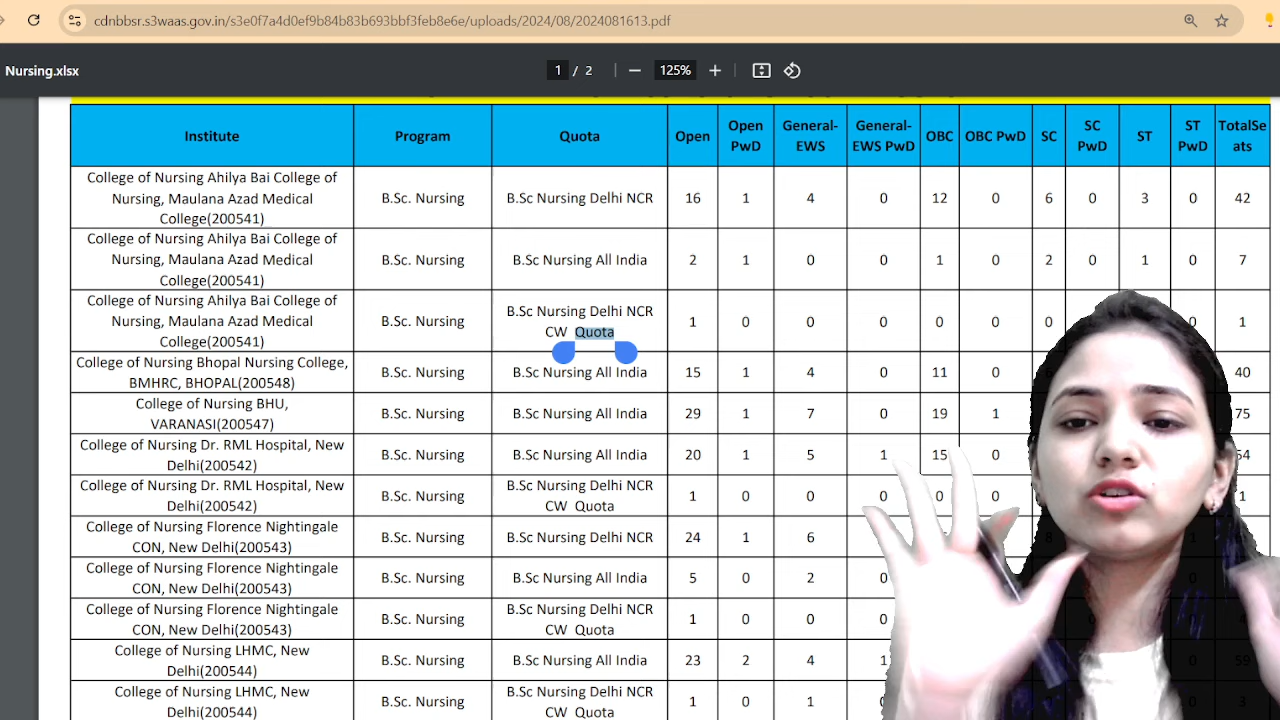 cdnbbsr.s3waas.gov.in/s3e0f7a4d0ef9b84b83b693bbf3feb8e6e/uploads/2024/08/2024081613.pdf
Nursing.xlsx
1 / 2
125%
Institute
Program
Quota
Open
Open
PwD
General-
EWS
General-
EWS PwD
OBC
OBC PwD
SC
SC
PwD
ST
ST
PwD
TotalSe
ats
College of Nursing Ahilya Bai College of
Nursing, Maulana Azad Medical
College(200541)
B.Sc. Nursing
B.Sc Nursing Delhi NCR
16 1 4 0 12 0 6 0 3 0 42
College of Nursing Ahilya Bai College of
Nursing, Maulana Azad Medical
College(200541)
B.Sc. Nursing
B.Sc Nursing All India
2 1 0 0 1 0 2 0 1 0 7
College of Nursing Ahilya Bai College of
Nursing, Maulana Azad Medical
College(200541)
B.Sc. Nursing
B.Sc Nursing Delhi NCR
CW Quota
1 0 0 0 0 0 0 0 1
College of Nursing Bhopal Nursing College,
BMHRC, BHOPAL(200548)
B.Sc. Nursing
B.Sc Nursing All India
15 1 4 0 11 0 40
College of Nursing BHU,
VARANASI(200547)
B.Sc. Nursing
B.Sc Nursing All India
29 1 7 0 19 1 75
College of Nursing Dr. RML Hospital, New
Delhi(200542)
B.Sc. Nursing
B.Sc Nursing All India
20 1 5 1 15 0
College of Nursing Dr. RML Hospital, New
Delhi(200542)
B.Sc. Nursing
B.Sc Nursing Delhi NCR
CW Quota
1 0 0 0 0 0 1
College of Nursing Florence Nightingale
CON, New Delhi(200543)
B.Sc. Nursing
B.Sc Nursing Delhi NCR
24 1 6
College of Nursing Florence Nightingale
CON, New Delhi(200543)
B.Sc. Nursing
B.Sc Nursing All India
5 0 2 0 0
College of Nursing Florence Nightingale
CON, New Delhi(200543)
B.Sc. Nursing
B.Sc Nursing Delhi NCR
CW Quota
1 0 0 0
College of Nursing LHMC, New
Delhi(200544)
B.Sc. Nursing
B.Sc Nursing All India
23 2 4 1 0 59
College of Nursing LHMC, New
Delhi(200544)
B.Sc. Nursing
B.Sc Nursing Delhi NCR
CW Quota
1 0 1 0 3